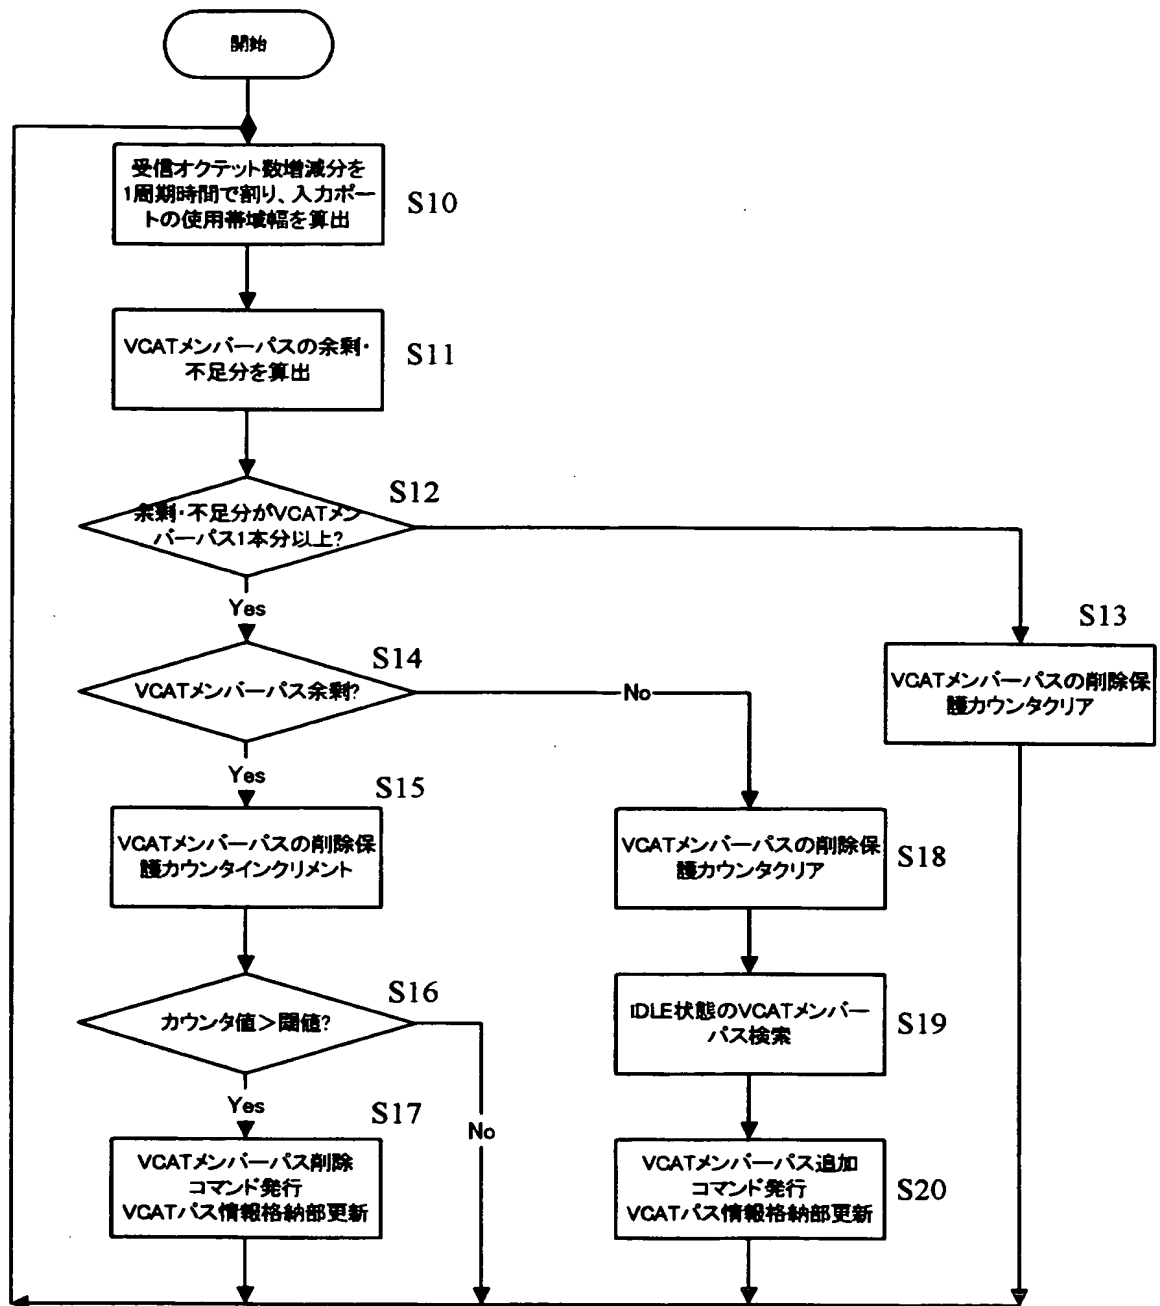 開始
受信オクテット数増減分を
1周期時間で割り、入力ポー
トの使用帯域幅を算出
S10
VCATメンバーパスの余剰・
不足分を算出
S11
余剰・不足分がVCATメン
バーパス1本分以上?
S12
Yes
S13
VCATメンバーパスの削除保
護カウンタクリア
VCATメンバーパス余剰?
S14
No
Yes
S15
VCATメンバーパスの削除保
護カウンタインクリメント
VCATメンバーパスの削除保
護カウンタクリア
S18
カウンタ値>閾値?
S16
IDLE状態のVCATメンバー
パス検索
S19
Yes
No
S17
VCATメンバーパス削除
コマンド発行
VCATパス情報格納部更新
VCATメンバーパス追加
コマンド発行
VCATパス情報格納部更新
S20